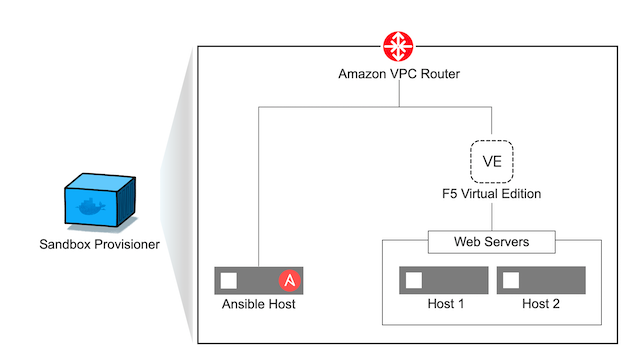 Amazon VPC Router
VE
F5 Virtual Edition
Sandbox Provisioner
Web Servers
Ansible Host
Host 1
Host 2